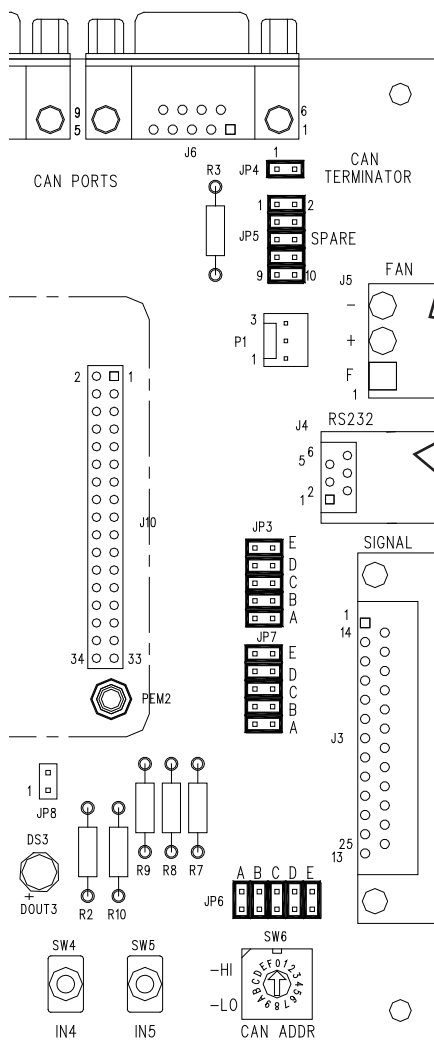 9 6
5 1
J6
CAN PORTS
R3
1
JP4
CAN
TERMINATOR
1 2
JP5 SPARE
9 10
J5 FAN
-
+
F
1
3
P1
1
2 1
J10
34 33
PEM2
J4 RS232
6
5
2
1
JP3
E
D
C
B
A
JP7
E
D
C
B
A
SIGNAL
1
14
J3
25
13
1
JP8
DS3
+
DOUT3
R9 R8 R7
R2 R10
A B C D E
JP6
SW4 SW5 SW6
-HI
-LO
0123456789ABCDEF
IN4 IN5 CAN ADDR